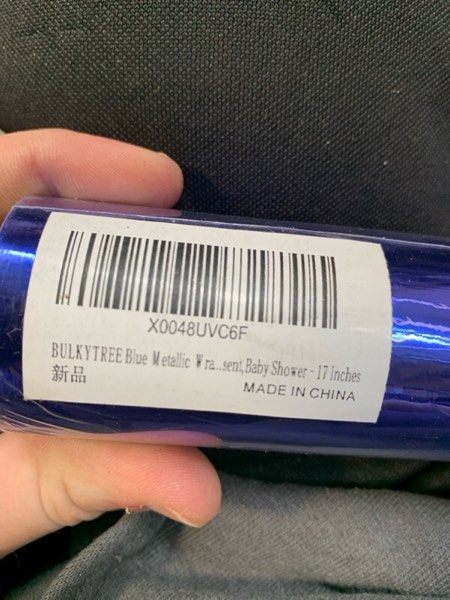 X0048UVC6F
BULKYTREE Blue Metallic Wra...sent,Baby Shower - 17 inches
新品
MADE IN CHINA